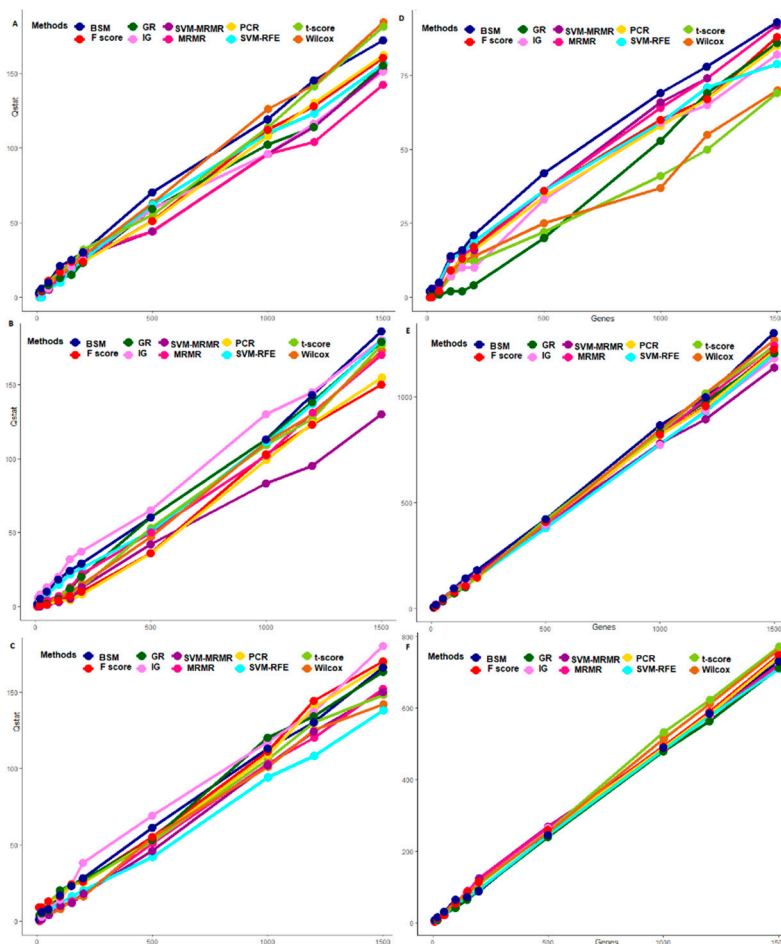 A
Methods BSM GR SVM-MRMR PCR t-score
F score IG MRMR SVM-RFE Wilcox
150
100
50
0
Qstat
0 500 1000 1500
B
Methods BSM GR SVM-MRMR PCR t-score
F score IG MRMR SVM-RFE Wilcox
150
100
50
0
Qstat
0 500 1000 1500
C
Methods BSM GR SVM-MRMR PCR t-score
F score IG MRMR SVM-RFE Wilcox
150
100
50
0
Qstat
0 500 1000 1500
D
Methods BSM GR SVM-MRMR PCR t-score
F score IG MRMR SVM-RFE Wilcox
75
50
25
0
0 500 Genes 1000 1500
E
Methods BSM GR SVM-MRMR PCR t-score
F score IG MRMR SVM-RFE Wilcox
1000
500
0
0 500 Genes 1000 1500
F
Methods BSM GR SVM-MRMR PCR t-score
F score IG MRMR SVM-RFE Wilcox
800
600
400
200
0
0 500 1000 1500